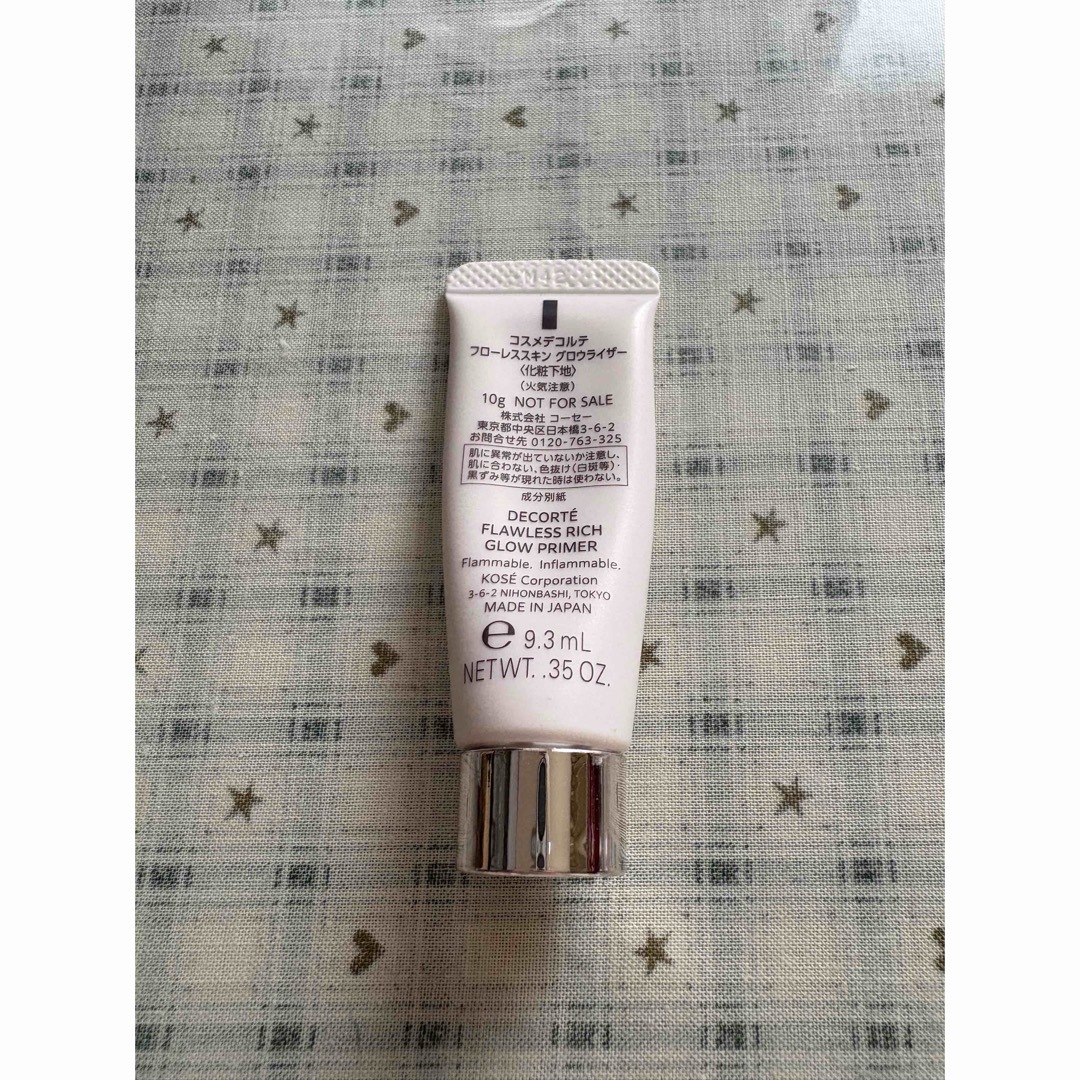 コスメデコルテ
フローレススキン グロウライザー
〈化粧下地〉
(火気注意)
10g NOT FOR SALE
株式会社 コーセー
東京都中央区日本橋3-6-2
お問合せ先 0120-763-325
肌に異常が出ていないか注意し、
肌に合わない、色抜け(白斑等)・
黒ずみ等が現れた時は使わない。
成分別紙
DECORTÉ
FLAWLESS RICH
GLOW PRIMER
Flammable. Inflammable.
KOSÉ Corporation
3-6-2 NIHONBASHI, TOKYO
MADE IN JAPAN
℮ 9.3 mL
NETWT. .35 OZ.